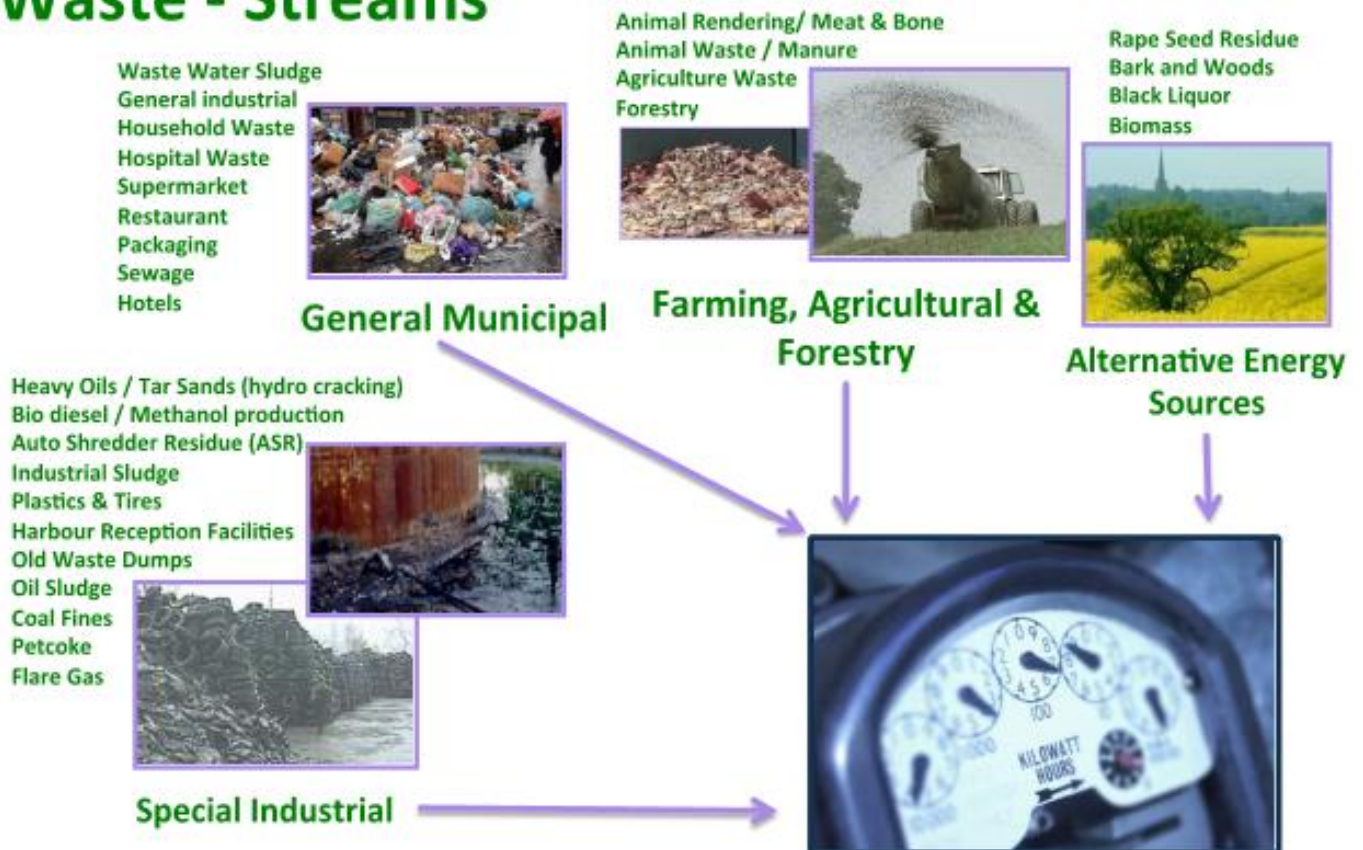 Waste - Streams
Waste Water Sludge
General industrial
Household Waste
Hospital Waste
Supermarket
Restaurant
Packaging
Sewage
Hotels
General Municipal
Animal Rendering/ Meat & Bone
Animal Waste / Manure
Agriculture Waste
Forestry
Farming, Agricultural &
Forestry
Rape Seed Residue
Bark and Woods
Black Liquor
Biomass
Alternative Energy
Sources
Heavy Oils / Tar Sands (hydro cracking)
Bio diesel / Methanol production
Auto Shredder Residue (ASR)
Industrial Sludge
Plastics & Tires
Harbour Reception Facilities
Old Waste Dumps
Oil Sludge
Coal Fines
Petcoke
Flare Gas
Special Industrial
100
KILOWATT
HOURS